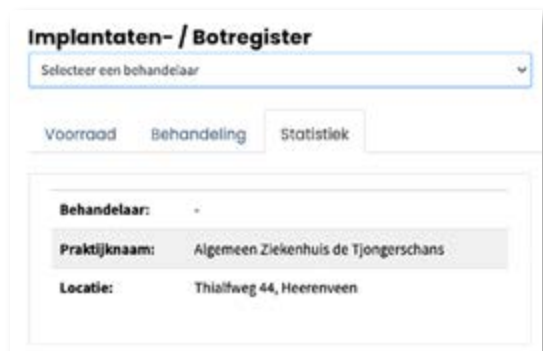 Implantaten- / Botregister
Selecteer een behandelaar
Voorraad Behandeling Statistiek
Behandelaar: -
Praktijknaam: Algemeen Ziekenhuis de Tjongerschans
Locatie: Thialfweg 44, Heerenveen